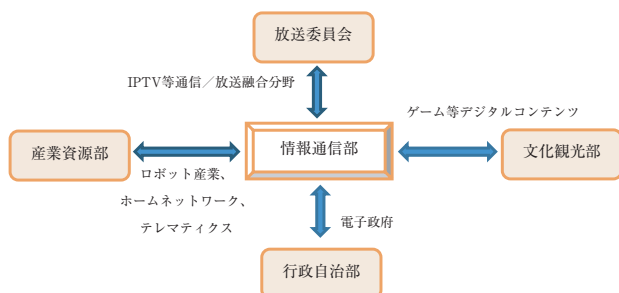 放送委員会
IPTV等通信／放送融合分野
ゲーム等デジタルコンテンツ
産業資源部
情報通信部
文化観光部
ロボット産業、
ホームネットワーク、
テレマティクス
電子政府
行政自治部